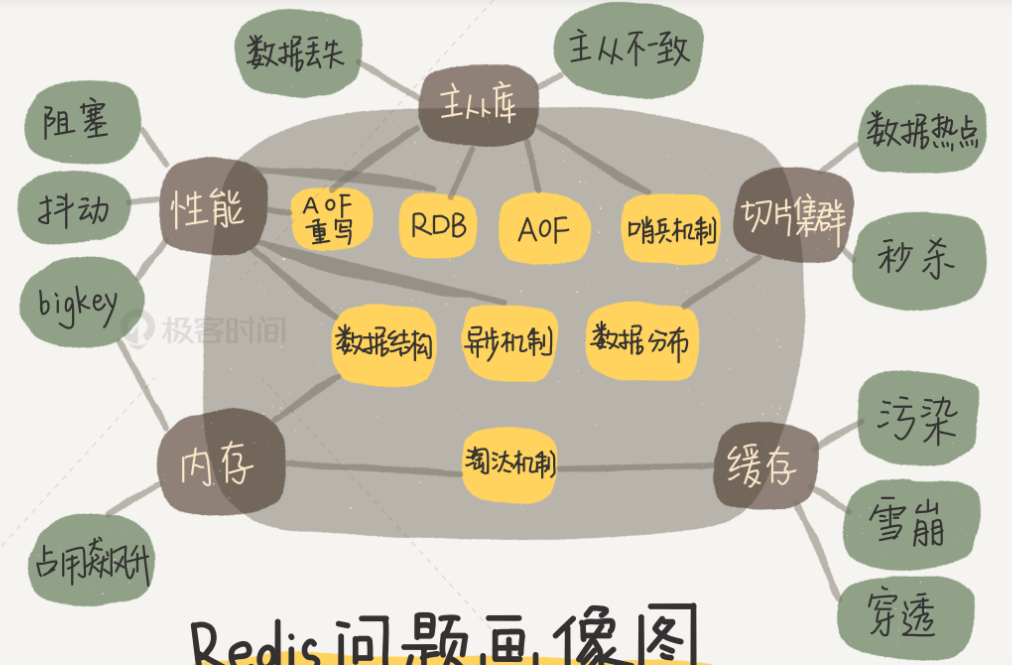 数据丢失
主从不一致
主从库
阻塞
数据热点
抖动
性能
AOF
重写
RDB
AOF
哨兵机制
切片集群
秒杀
bigkey
极客时间
数据结构
异步机制
数据分布
污染
内存
淘汰机制
缓存
雪崩
占用飙升
穿透
Redis问题画像图